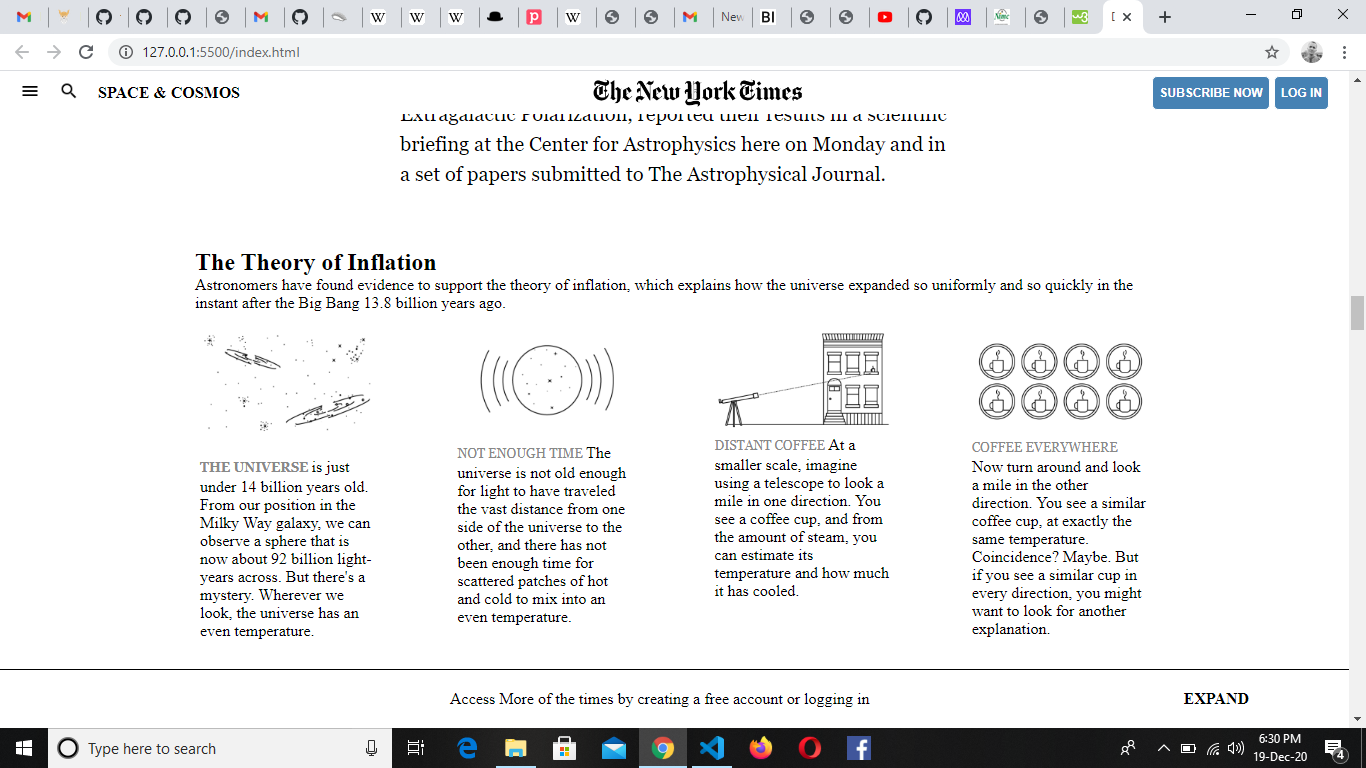 New
BI
D
127.0.0.1:5500/index.html
SPACE & COSMOS
The New York Times
SUBSCRIBE NOW
LOG IN
Extragalactic Polarization, reported their results in a scientific
briefing at the Center for Astrophysics here on Monday and in
a set of papers submitted to The Astrophysical Journal.
The Theory of Inflation
Astronomers have found evidence to support the theory of inflation, which explains how the universe expanded so uniformly and so quickly in the
instant after the Big Bang 13.8 billion years ago.
THE UNIVERSE is just
under 14 billion years old.
From our position in the
Milky Way galaxy, we can
observe a sphere that is
now about 92 billion light-
years across. But there's a
mystery. Wherever we
look, the universe has an
even temperature.
NOT ENOUGH TIME The
universe is not old enough
for light to have traveled
the vast distance from one
side of the universe to the
other, and there has not
been enough time for
scattered patches of hot
and cold to mix into an
even temperature.
DISTANT COFFEE At a
smaller scale, imagine
using a telescope to look a
mile in one direction. You
see a coffee cup, and from
the amount of steam, you
can estimate its
temperature and how much
it has cooled.
COFFEE EVERYWHERE
Now turn around and look
a mile in the other
direction. You see a similar
coffee cup, at exactly the
same temperature.
Coincidence? Maybe. But
if you see a similar cup in
every direction, you might
want to look for another
explanation.
Access More of the times by creating a free account or logging in
EXPAND
Type here to search
6:30 PM
19-Dec-20
4